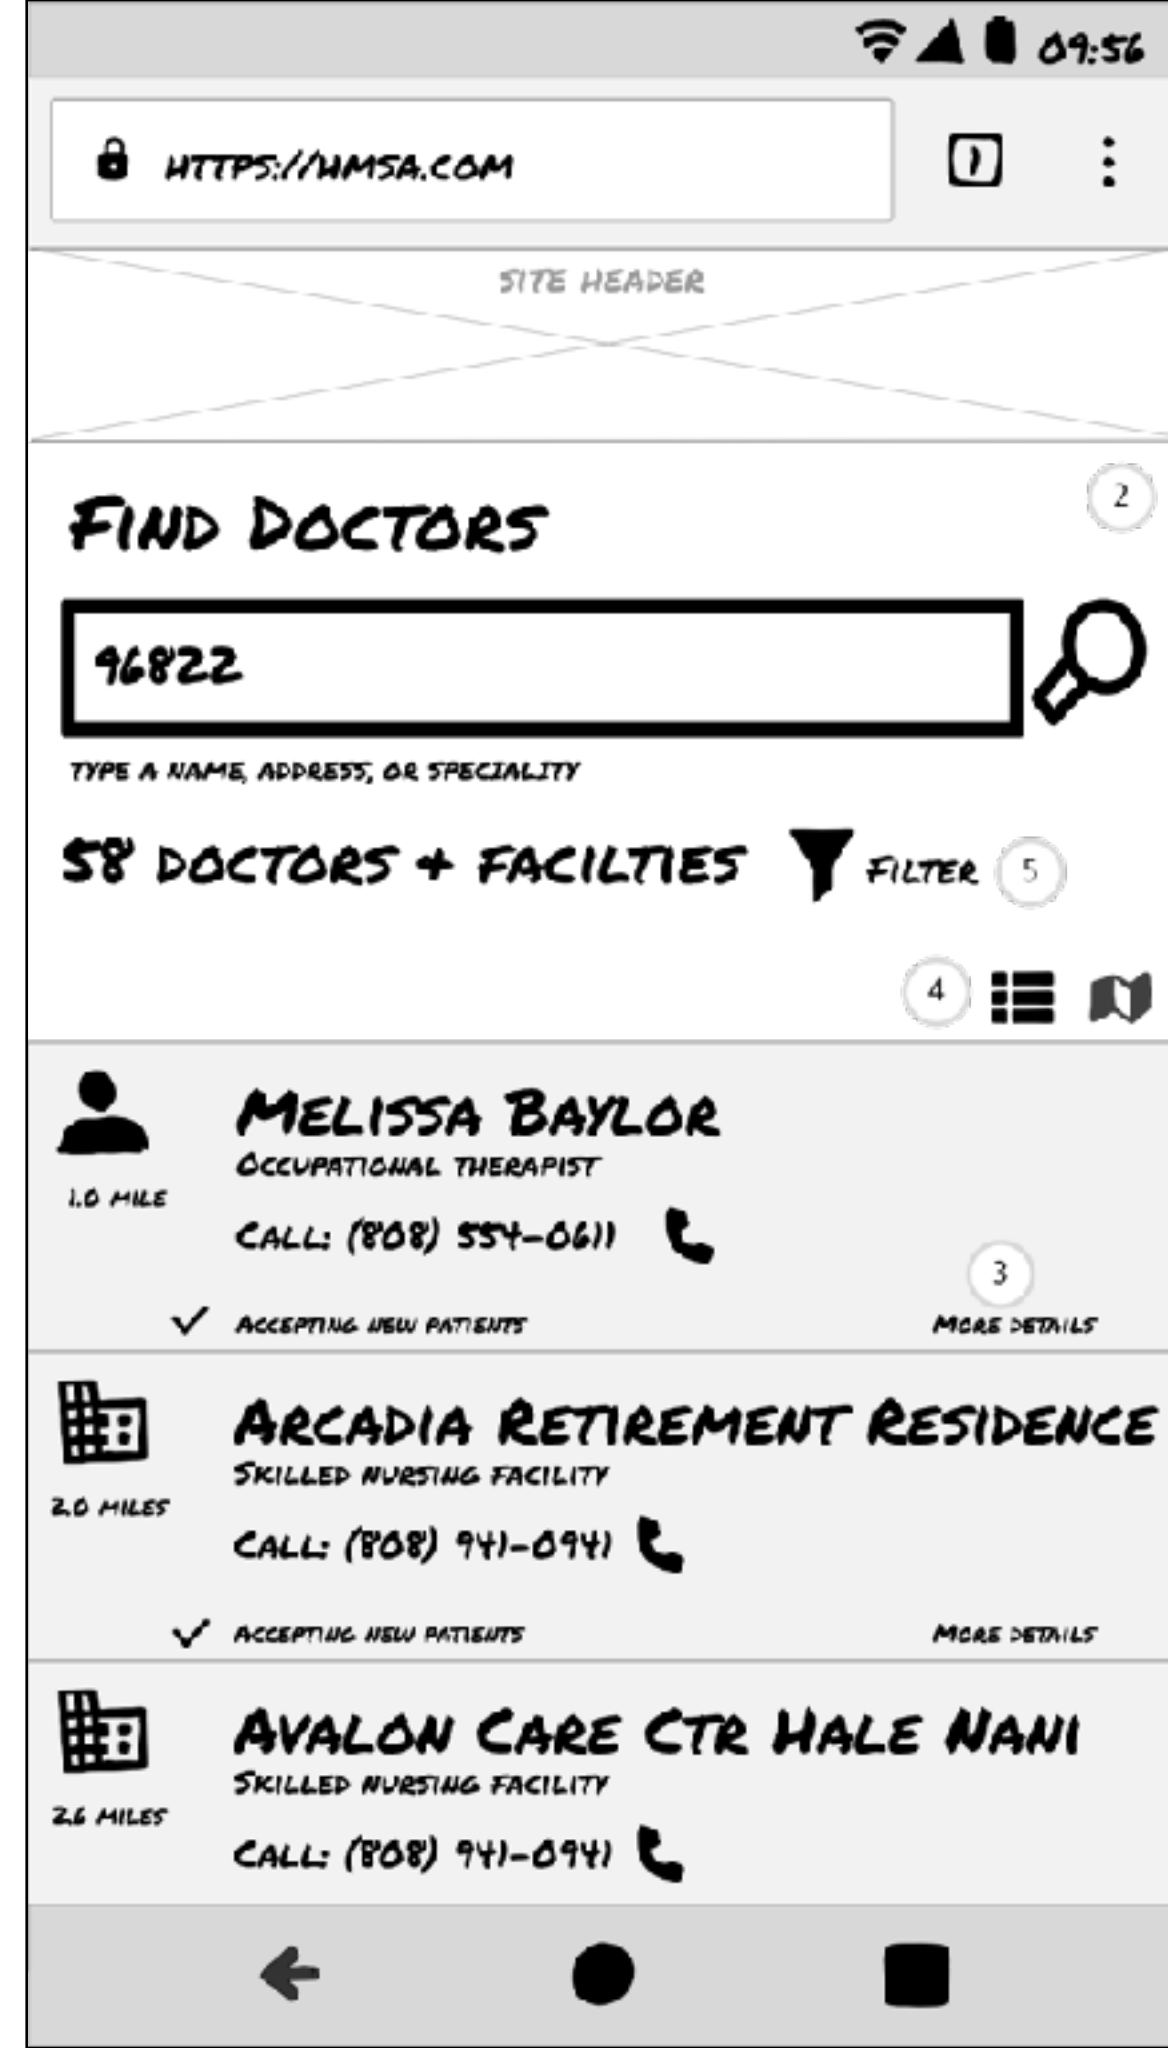 09:56
HTTPS://HMSA.COM
SITE HEADER
FIND DOCTORS
2
96822
TYPE A NAME, ADDRESS, OR SPECIALITY
58 DOCTORS + FACILTIES FILTER 5
4
MELISSA BAYLOR
OCCUPATIONAL THERAPIST
1.0 MILE
CALL: (808) 554-0611
3
ACCEPTING NEW PATIENTS MORE DETAILS
ARCADIA RETIREMENT RESIDENCE
SKILLED NURSING FACILITY
2.0 MILES
CALL: (808) 941-0941
ACCEPTING NEW PATIENTS MORE DETAILS
AVALON CARE CTR HALE NANI
SKILLED NURSING FACILITY
2.6 MILES
CALL: (808) 941-0941